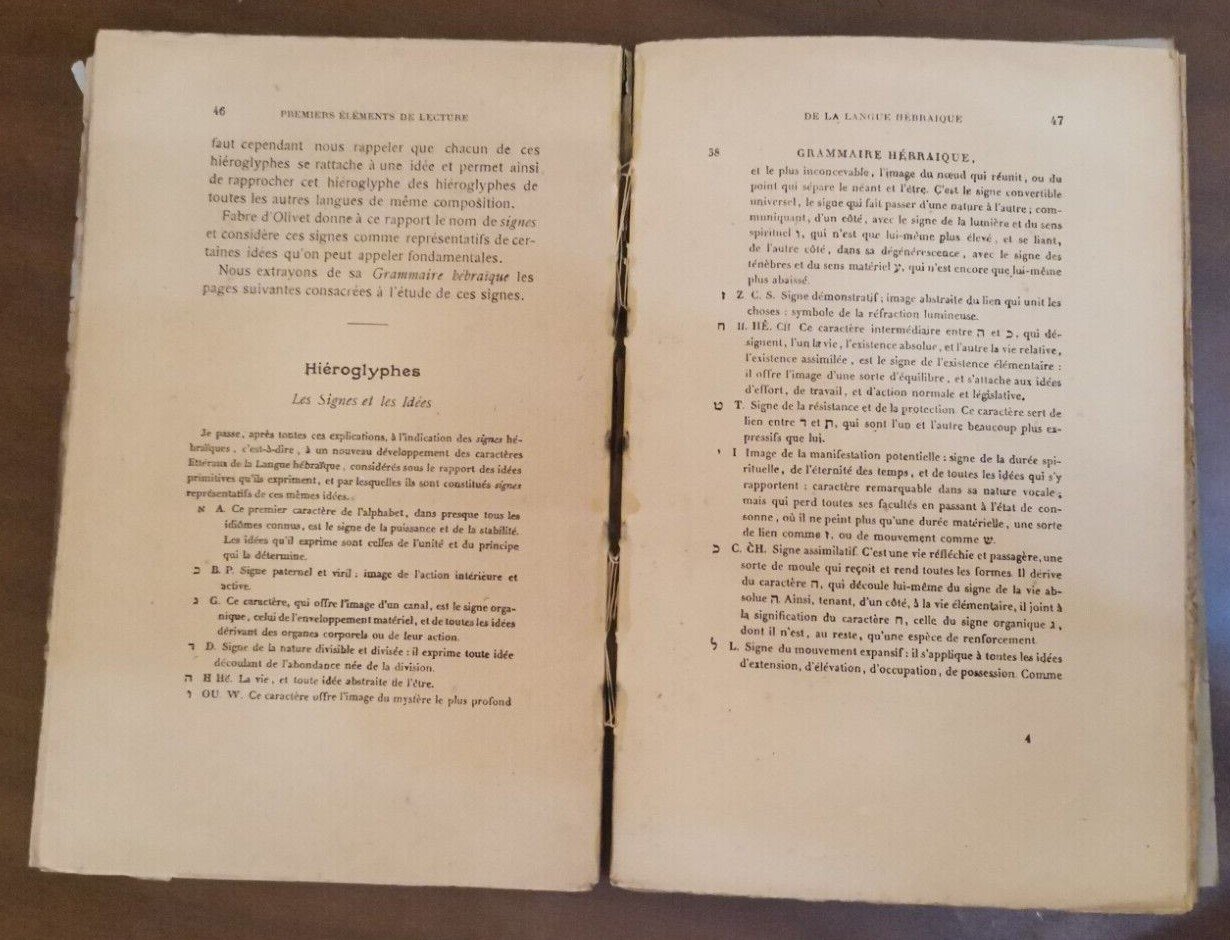 46 PREMIERS ÉLÉMENTS DE LECTURE
faut cependant nous rappeler que chacun de ces
hiéroglyphes se rattache à une idée et permet ainsi
de rapprocher cet hiéroglyphe des hiéroglyphes de
toutes les autres langues de même composition.
Fabre d'Olivet donne à ce rapport le nom de signes
et considère ces signes comme représentatifs de cer-
taines idées qu'on peut appeler fondamentales.
Nous extrayons de sa Grammaire hébraïque les
pages suivantes consacrées à l'étude de ces signes.
Hiéroglyphes
Les Signes et les Idées
Je passe, après toutes ces explications, à l'indication des signes hé-
braïques, c'est-à-dire, à un nouveau développement des caractères
littéraux de la Langue hébraïque, considérés sous le rapport des idées
primitives qu'ils expriment, et par lesquelles ils sont constitués signes
représentatifs de ces mêmes idées.
א A. Ce premier caractère de l'alphabet, dans presque tous les
idiômes connus, est le signe de la puissance et de la stabilité.
Les idées qu'il exprime sont celles de l'unité et du principe
qui la détermine.
ב B. P. Signe paternel et viril : image de l'action intérieure et
active.
ג G. Ce caractère, qui offre l'image d'un canal, est le signe orga-
nique, celui de l'enveloppement matériel, et de toutes les idées
dérivant des organes corporels ou de leur action.
ד D. Signe de la nature divisible et divisée : il exprime toute idée
découlant de l'abondance née de la division.
ה H Hé. La vie, et toute idée abstraite de l'être.
ו OU W. Ce caractère offre l'image du mystère le plus profond
DE LA LANGUE HÉBRAIQUE 47
58 GRAMMAIRE HÉBRAIQUE,
et le plus inconcevable, l'image du nœud qui réunit, ou du
point qui sépare le néant et l'être. C'est le signe convertible
universel, le signe qui fait passer d'une nature à l'autre ; com-
muniquant, d'un côté, avec le signe de la lumière et du sens
spirituel ו, qui n'est que lui-même plus élevé, et se liant,
de l'autre côté, dans sa dégénérescence, avec le signe des
ténèbres et du sens matériel ע, qui n'est encore que lui-même
plus abaissé.
ז Z C. S. Signe démonstratif ; image abstraite du lien qui unit les
choses : symbole de la réfraction lumineuse.
ח H. HÉ. CH Ce caractère intermédiaire entre ה et כ, qui dé-
signent, l'un la vie, l'existence absolue, et l'autre la vie relative,
l'existence assimilée, est le signe de l'existence élémentaire :
il offre l'image d'une sorte d'équilibre, et s'attache aux idées
d'effort, de travail, et d'action normale et législative.
ט T. Signe de la résistance et de la protection. Ce caractère sert de
lien entre ד et ת, qui sont l'un et l'autre beaucoup plus ex-
pressifs que lui.
י I Image de la manifestation potentielle : signe de la durée spi-
rituelle, de l'éternité des temps, et de toutes les idées qui s'y
rapportent : caractère remarquable dans sa nature vocale,
mais qui perd toutes ses facultés en passant à l'état de con-
sonne, où il ne peint plus qu'une durée matérielle, une sorte
de lien comme ז, ou de mouvement comme ש.
כ C. CH. Signe assimilatif. C'est une vie réfléchie et passagère, une
sorte de moule qui reçoit et rend toutes les formes. Il dérive
du caractère ח, qui découle lui-même du signe de la vie ab-
solue ה. Ainsi, tenant, d'un côté, à la vie élémentaire, il joint à
la signification du caractère ח, celle du signe organique ג,
dont il n'est, au reste, qu'une espèce de renforcement.
ל L. Signe du mouvement expansif : il s'applique à toutes les idées
d'extension, d'élévation, d'occupation, de possession. Comme
4